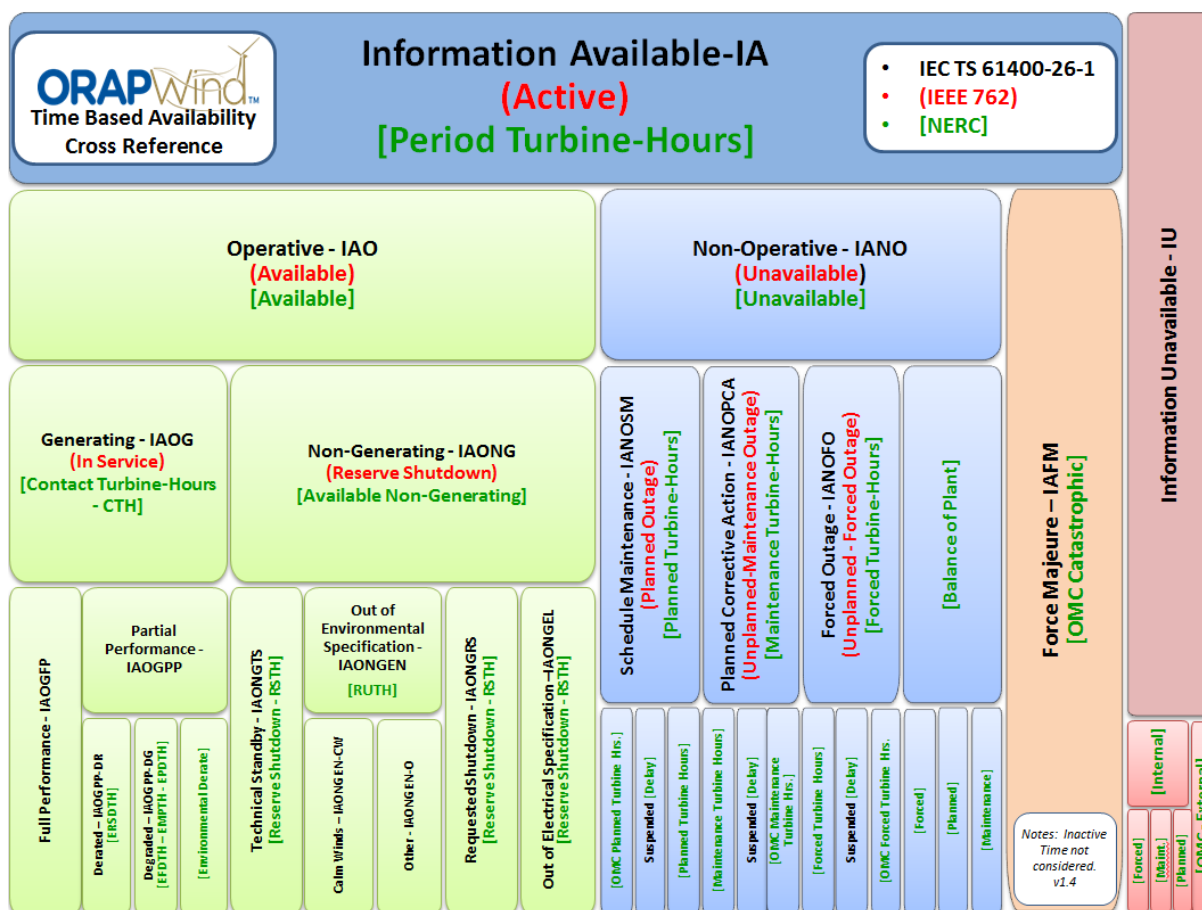 ORAPWind™
Time Based Availability
Cross Reference
Information Available-IA
(Active)
[Period Turbine-Hours]
• IEC TS 61400-26-1
• (IEEE 762)
• [NERC]
Information Unavailable - IU
Operative - IAO
(Available)
[Available]
Non-Operative - IANO
(Unavailable)
[Unavailable]
Force Majeure – IAFM
[OMC Catastrophic]
Generating - IAOG
(In Service)
[Contact Turbine-Hours
- CTH]
Non-Generating - IAONG
(Reserve Shutdown)
[Available Non-Generating]
Schedule Maintenance - IANOSM
(Planned Outage)
[Planned Turbine-Hours]
Planned Corrective Action - IANOPCA
(Unplanned-Maintenance Outage)
[Maintenance Turbine-Hours]
Forced Outage - IANOFO
(Unplanned - Forced Outage)
[Forced Turbine-Hours]
[Balance of Plant]
Full Performance - IAOGFP
Partial
Performance -
IAOGPP
Derated – IAOGPP-DR
[ERSDTH]
Degraded – IAOGPP-DG
[EFDTH – EMPTH - EPDTH]
[Environmental Derate]
Technical Standby - IAONGTS
[Reserve Shutdown - RSTH]
Out of
Environmental
Specification -
IAONGEN
[RUTH]
Calm Winds – IAONGEN-CW
Other - IAONGEN-O
Requested Shutdown - IAONGRS
[Reserve Shutdown - RSTH]
Out of Electrical Specification –IAONGEL
[Reserve Shutdown - RSTH]
[OMC Planned Turbine Hrs.]
Suspended [Delay]
[Planned Turbine Hours]
[Maintenance Turbine Hours]
Suspended [Delay]
[OMC Maintenance
Turbine Hrs.]
[Forced Turbine Hours]
Suspended [Delay]
[OMC Forced Turbine Hrs.
[Forced]
[Planned]
[Maintenance]
Notes: Inactive
Time not
considered.
v1.4
[Internal]
[Forced]
[Maint.]
[Planned]
[OMC - External]